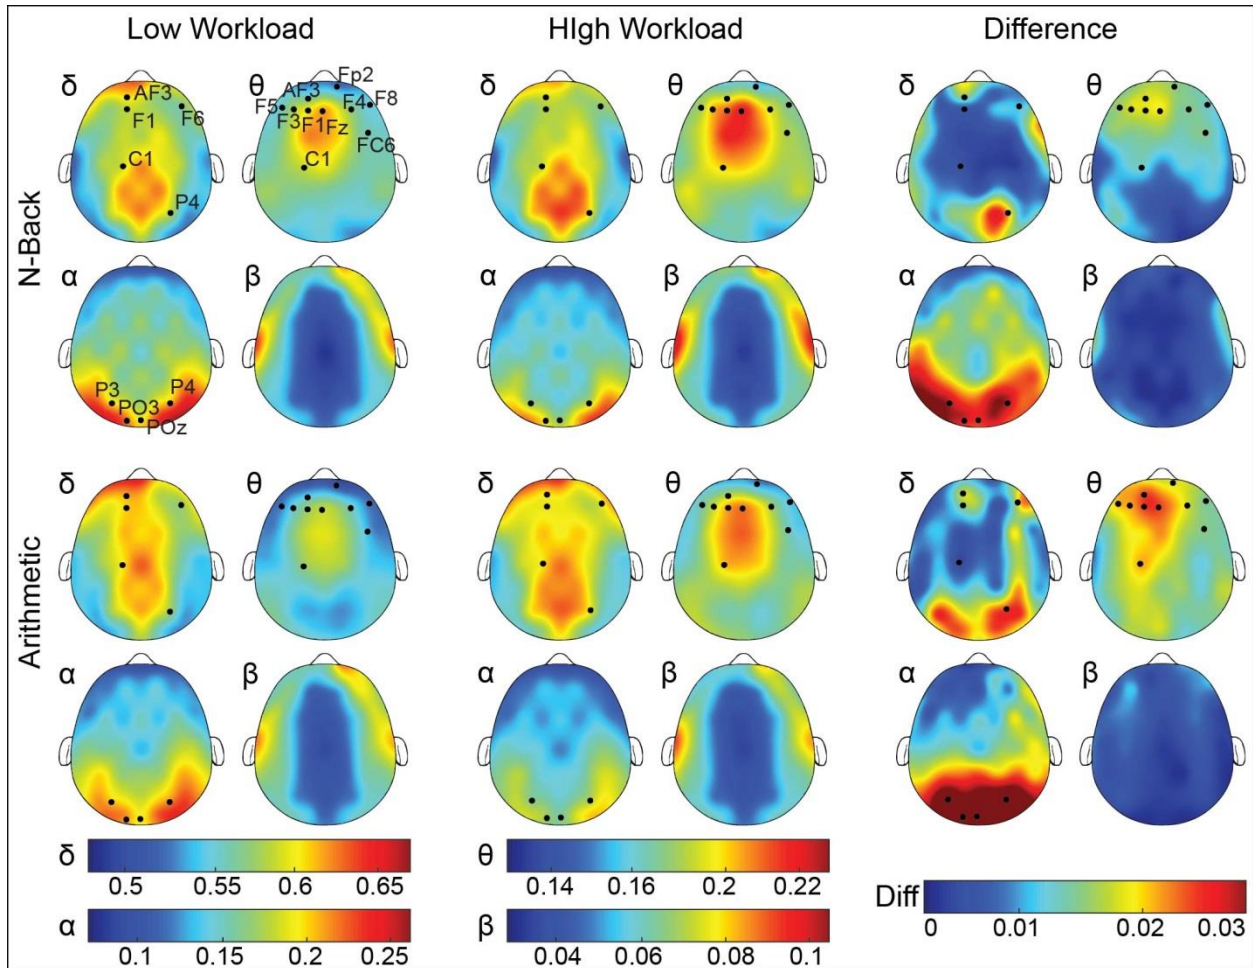 Low Workload HIgh Workload Difference
N-Back
δ θ δ θ δ θ
AF3 F1 F6 C1 P4
Fp2 AF3 F5 F4 F8 F3 F1 Fz FC6 C1
α β α β α β
P3 P4 PO3 POz
Arithmetic
δ θ δ θ δ θ
α β α β α β
δ 0.5 0.55 0.6 0.65
θ 0.14 0.16 0.2 0.22
α 0.1 0.15 0.2 0.25
β 0.04 0.06 0.08 0.1
Diff 0 0.01 0.02 0.03